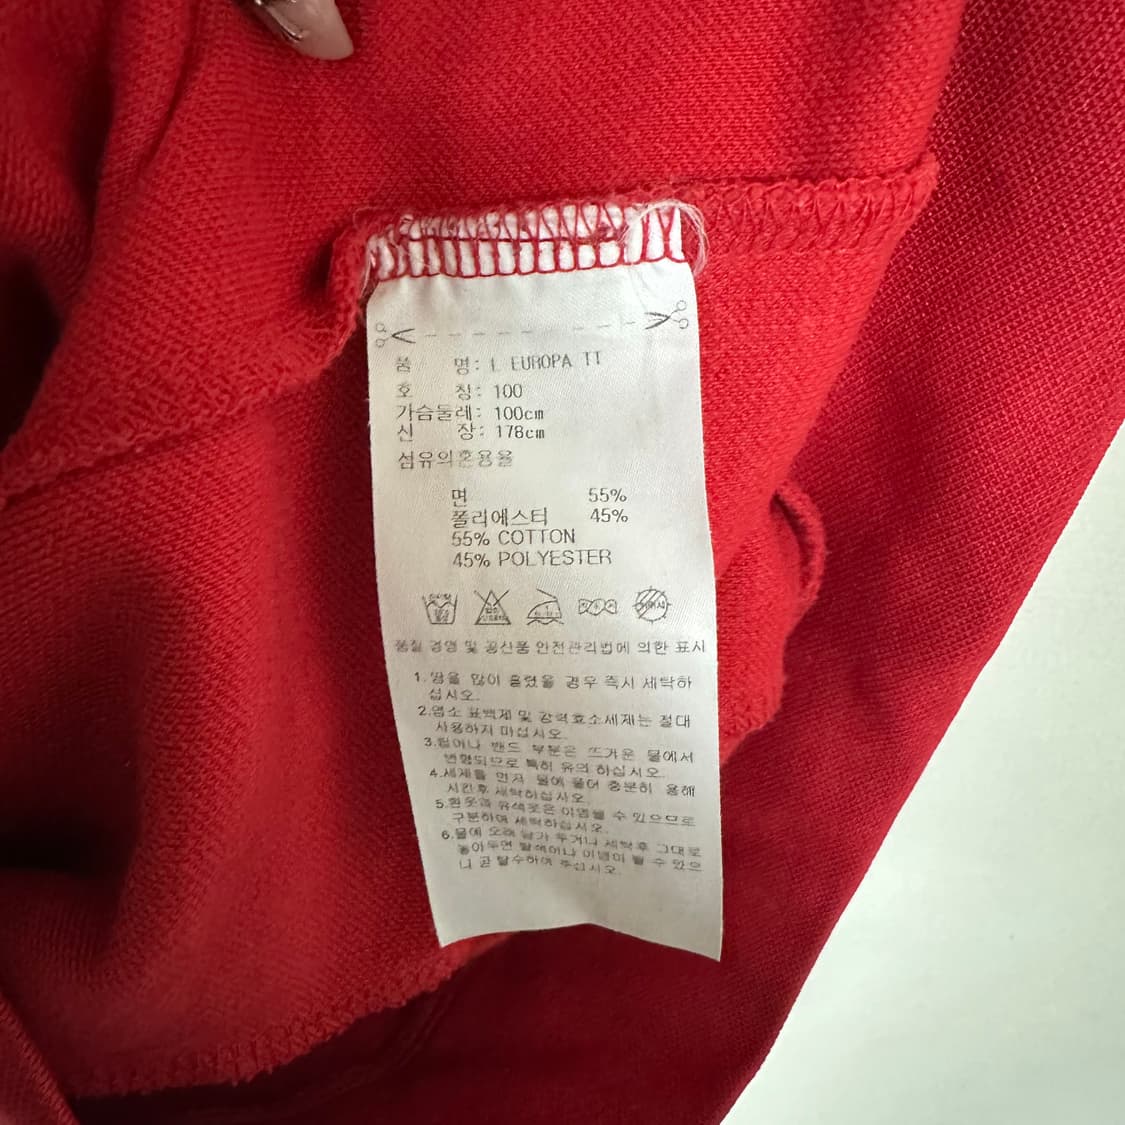 품 명: L EUROPA TT
호 칭: 100
가슴둘레: 100cm
신 장: 178cm
섬유의혼용율
면 55%
폴리에스터 45%
55% COTTON
45% POLYESTER
품질 경영 및 공산품 안전관리법에 의한 표시
1.땀을 많이 흘렸을 경우 즉시 세탁하
십시오.
2.염소 표백제 및 강력효소세제는 절대
사용하지 마십시오.
3.립이나 밴드 부분은 뜨거운 물에서
변형되므로 특히 유의 하십시오.
4.세제를 먼저 물에 풀어 충분히 용해
시킨후 세탁하십시오.
5.흰옷과 유색옷은 이염될 수 있으므로
구분하여 세탁하십시오.
6.물에 오래 담가 두거나 세탁후 그대로
놓아두면 탈색이나 이염이 될 수 있으
니 곧 탈수하여 주십시오.